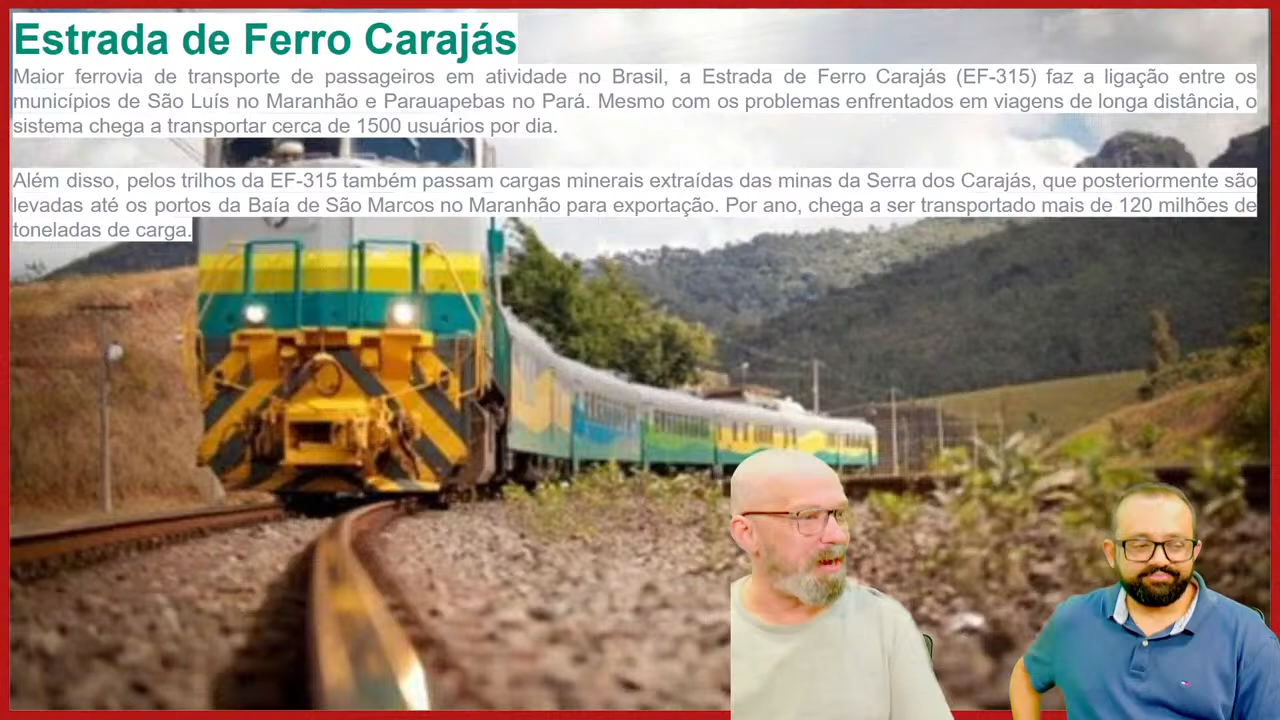 Estrada de Ferro Carajás
Maior ferrovia de transporte de passageiros em atividade no Brasil, a Estrada de Ferro Carajás (EF-315) faz a ligação entre os
municípios de São Luís no Maranhão e Parauapebas no Pará. Mesmo com os problemas enfrentados em viagens de longa distância, o
sistema chega a transportar cerca de 1500 usuários por dia.
Além disso, pelos trilhos da EF-315 também passam cargas minerais extraídas das minas da Serra dos Carajás, que posteriormente são
levadas até os portos da Baía de São Marcos no Maranhão para exportação. Por ano, chega a ser transportado mais de 120 milhões de
toneladas de carga.